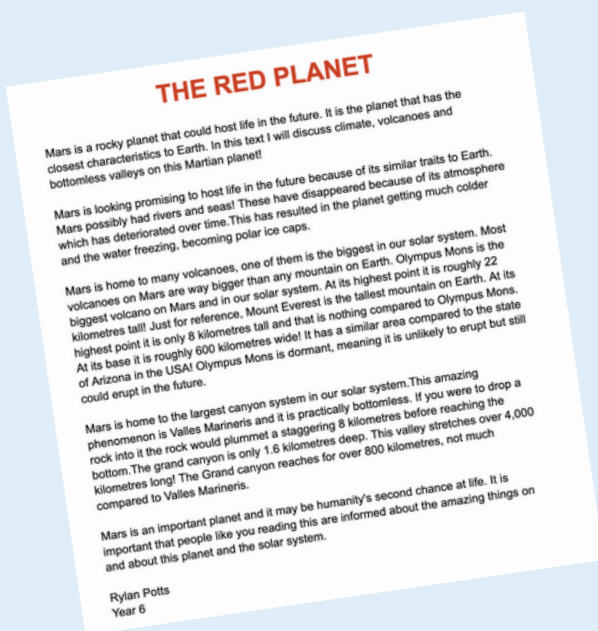 THE RED PLANET
Mars is a rocky planet that could host life in the future. It is the planet that has the
closest characteristics to Earth. In this text I will discuss climate, volcanoes and
bottomless valleys on this Martian planet!
Mars is looking promising to host life in the future because of its similar traits to Earth.
Mars possibly had rivers and seas! These have disappeared because of its atmosphere
which has deteriorated over time.This has resulted in the planet getting much colder
and the water freezing, becoming polar ice caps.
Mars is home to many volcanoes, one of them is the biggest in our solar system. Most
volcanoes on Mars are way bigger than any mountain on Earth. Olympus Mons is the
biggest volcano on Mars and in our solar system. At its highest point it is roughly 22
kilometres tall! Just for reference, Mount Everest is the tallest mountain on Earth. At its
highest point it is only 8 kilometres tall and that is nothing compared to Olympus Mons.
At its base it is roughly 600 kilometres wide! It has a similar area compared to the state
of Arizona in the USA! Olympus Mons is dormant, meaning it is unlikely to erupt but still
could erupt in the future.
Mars is home to the largest canyon system in our solar system.This amazing
phenomenon is Valles Marineris and it is practically bottomless. If you were to drop a
rock into it the rock would plummet a staggering 8 kilometres before reaching the
bottom.The grand canyon is only 1.6 kilometres deep. This valley stretches over 4,000
kilometres long! The Grand canyon reaches for over 800 kilometres, not much
compared to Valles Marineris.
Mars is an important planet and it may be humanity's second chance at life. It is
important that people like you reading this are informed about the amazing things on
and about this planet and the solar system.
Rylan Potts
Year 6